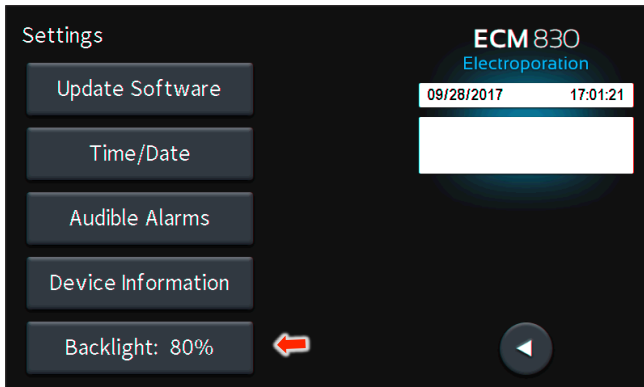 Settings
Update Software
Time/Date
Audible Alarms
Device Information
Backlight: 80%
ECM 830
Electroporation
09/28/2017 17:01:21